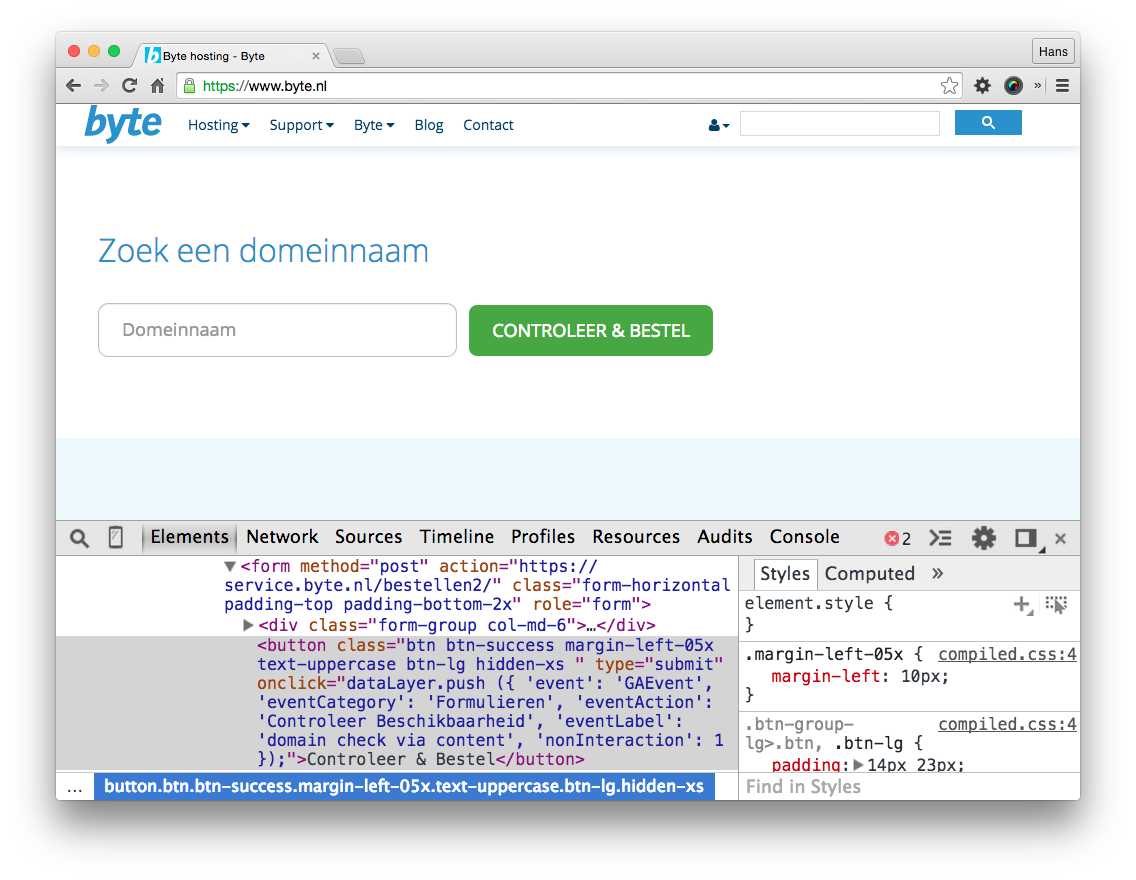 Byte hosting - Byte
Hans
https://www.byte.nl
»
byte
Hosting
Support
Byte
Blog
Contact
Zoek een domeinnaam
Domeinnaam
CONTROLEER & BESTEL
Elements Network Sources Timeline Profiles Resources Audits Console
2
<form method="post" action="https://
service.byte.nl/bestellen2/" class="form-horizontal
padding-top padding-bottom-2x" role="form">
<div class="form-group col-md-6">…</div>
<button class="btn btn-success margin-left-05x
text-uppercase btn-lg hidden-xs " type="submit"
onclick="dataLayer.push ({ 'event': 'GAEvent',
'eventCategory': 'Formulieren', 'eventAction':
'Controleer Beschikbaarheid', 'eventLabel':
'domain check via content', 'nonInteraction': 1
});">Controleer & Bestel</button>
... button.btn.btn-success.margin-left-05x.text-uppercase.btn-lg.hidden-xs
Styles Computed »
element.style {
}
.margin-left-05x { compiled.css:4
margin-left: 10px;
}
.btn-group- compiled.css:4
lg>.btn, .btn-lg {
padding: 14px 23px;
Find in Styles